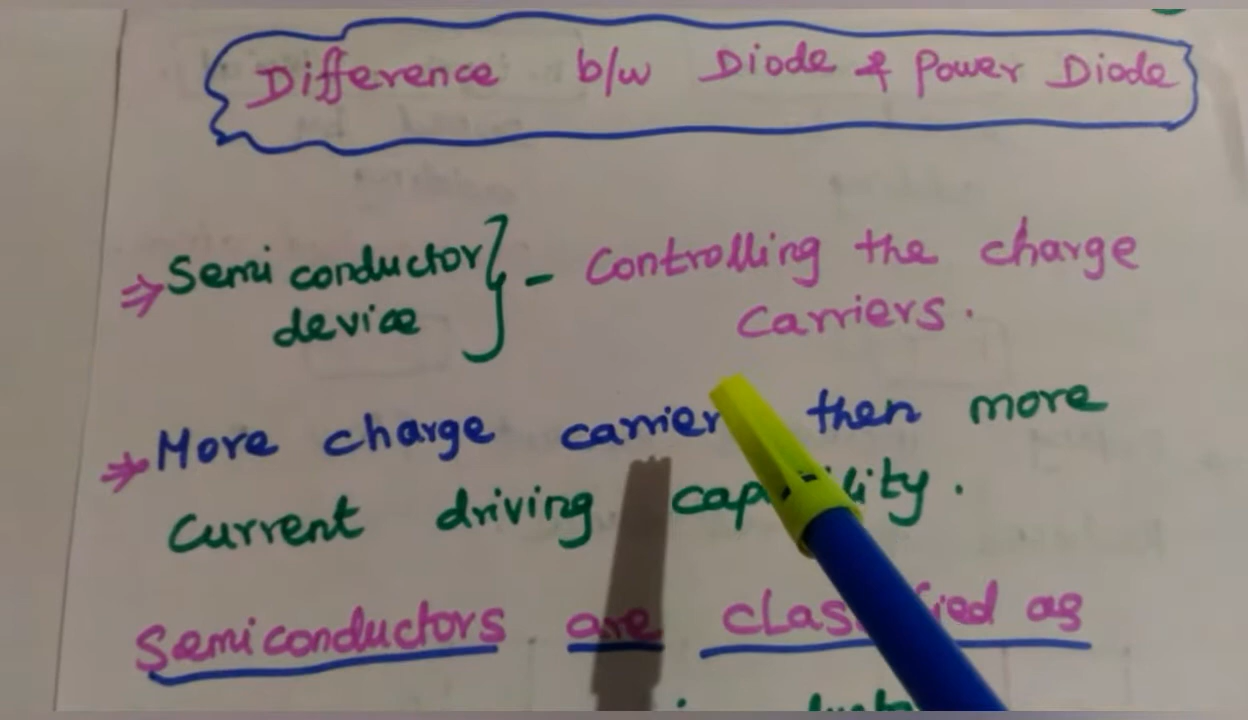 Difference b/w Diode & Power Diode
⇒ Semi conductor } - Controlling the charge
device carriers.
⇒ More charge carrier then more
current driving
Semiconductors are as